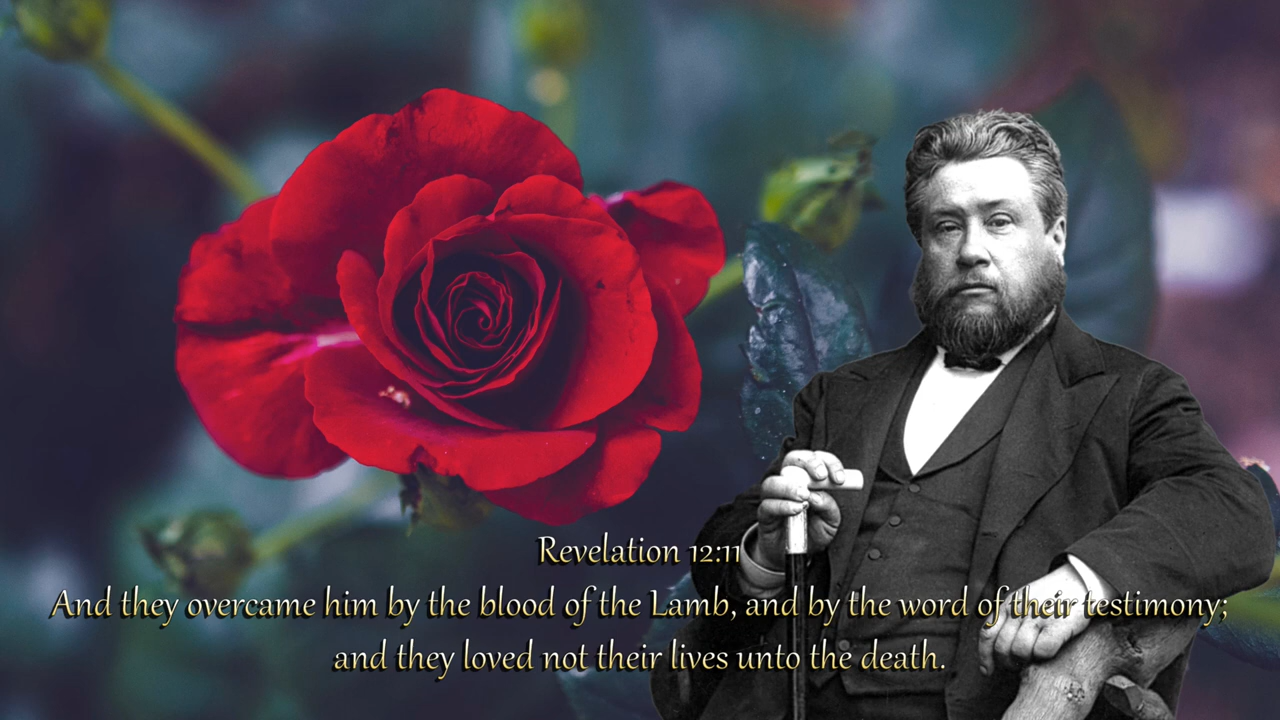 Revelation 12:11
And they overcame him by the blood of the Lamb, and by the word of their testimony;
and they loved not their lives unto the death.